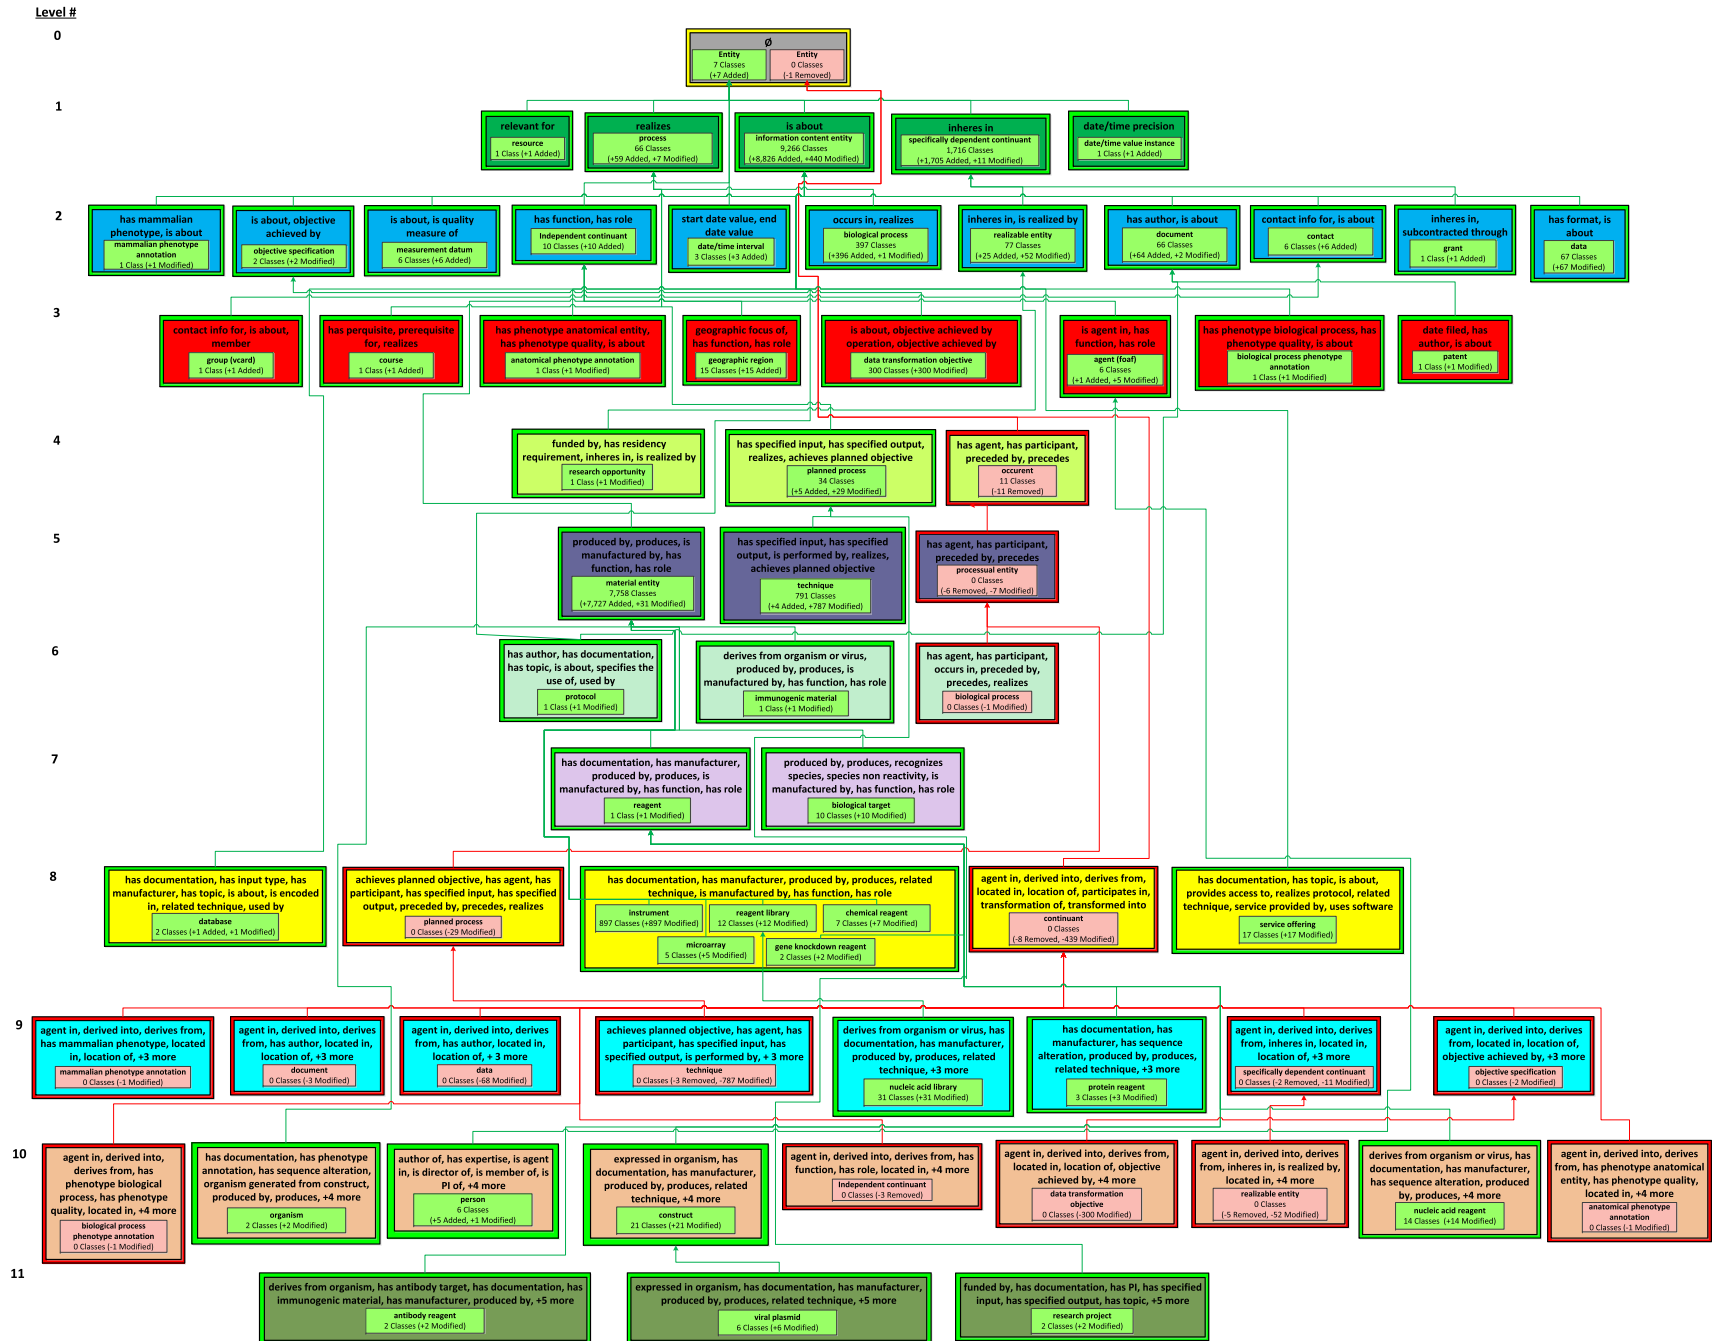 Level #
0
Ø
Entity
7 Classes
(+7 Added)
Entity
0 Classes
(-1 Removed)
1
relevant for
resource
1 Class (+1 Added)
realizes
process
66 Classes
(+59 Added, +7 Modified)
is about
information content entity
9,266 Classes
(+8,826 Added, +440 Modified)
inheres in
specifically dependent continuant
1,716 Classes
(+1,705 Added, +11 Modified)
date/time precision
date/time value instance
1 Class (+1 Added)
2
has mammalian
phenotype, is about
mammalian phenotype
annotation
1 Class (+1 Modified)
is about, objective
achieved by
objective specification
2 Classes (+2 Modified)
is about, is quality
measure of
measurement datum
6 Classes (+6 Added)
has function, has role
Independent continuant
10 Classes (+10 Added)
start date value, end
date value
date/time interval
3 Classes (+3 Added)
occurs in, realizes
biological process
397 Classes
(+396 Added, +1 Modified)
inheres in, is realized by
realizable entity
77 Classes
(+25 Added, +52 Modified)
has author, is about
document
66 Classes
(+64 Added, +2 Modified)
contact info for, is about
contact
6 Classes (+6 Added)
inheres in,
subcontracted through
grant
1 Class (+1 Added)
has format, is
about
data
67 Classes
(+67 Modified)
3
contact info for, is about,
member
group (vcard)
1 Class (+1 Added)
has perquisite, prerequisite
for, realizes
course
1 Class (+1 Added)
has phenotype anatomical entity,
has phenotype quality, is about
anatomical phenotype annotation
1 Class (+1 Modified)
geographic focus of,
has function, has role
geographic region
15 Classes (+15 Added)
is about, objective achieved by
operation, objective achieved by
data transformation objective
300 Classes (+300 Modified)
is agent in, has
function, has role
agent (foaf)
6 Classes
(+1 Added, +5 Modified)
has phenotype biological process, has
phenotype quality, is about
biological process phenotype
annotation
1 Class (+1 Modified)
date filed, has
author, is about
patent
1 Class (+1 Modified)
4
funded by, has residency
requirement, inheres in, is realized by
research opportunity
1 Class (+1 Modified)
has specified input, has specified output,
realizes, achieves planned objective
planned process
34 Classes
(+5 Added, +29 Modified)
has agent, has participant,
preceded by, precedes
occurent
11 Classes
(-11 Removed)
5
produced by, produces, is
manufactured by, has
function, has role
material entity
7,758 Classes
(+7,727 Added, +31 Modified)
has specified input, has specified
output, is performed by, realizes,
achieves planned objective
technique
791 Classes
(+4 Added, +787 Modified)
has agent, has participant,
preceded by, precedes
processual entity
0 Classes
(-6 Removed, -7 Modified)
6
has author, has documentation,
has topic, is about, specifies the
use of, used by
protocol
1 Class (+1 Modified)
derives from organism or virus,
produced by, produces, is
manufactured by, has function, has role
immunogenic material
1 Class (+1 Modified)
has agent, has participant,
occurs in, preceded by,
precedes, realizes
biological process
0 Classes (-1 Modified)
7
has documentation, has manufacturer,
produced by, produces, is
manufactured by, has function, has role
reagent
1 Class (+1 Modified)
produced by, produces, recognizes
species, species non reactivity, is
manufactured by, has function, has role
biological target
10 Classes (+10 Modified)
8
has documentation, has input type, has
manufacturer, has topic, is about, is encoded
in, related technique, used by
database
2 Classes (+1 Added, +1 Modified)
achieves planned objective, has agent, has
participant, has specified input, has specified
output, preceded by, precedes, realizes
planned process
0 Classes (-29 Modified)
has documentation, has manufacturer, produced by, produces, related
technique, is manufactured by, has function, has role
instrument
897 Classes (+897 Modified)
reagent library
12 Classes (+12 Modified)
chemical reagent
7 Classes (+7 Modified)
microarray
5 Classes (+5 Modified)
gene knockdown reagent
2 Classes (+2 Modified)
agent in, derived into, derives from,
located in, location of, participates in,
transformation of, transformed into
continuant
0 Classes
(-8 Removed, -439 Modified)
has documentation, has topic, is about,
provides access to, realizes protocol, related
technique, service provided by, uses software
service offering
17 Classes (+17 Modified)
9
agent in, derived into, derives from,
has mammalian phenotype, located
in, location of, +3 more
mammalian phenotype annotation
0 Classes (-1 Modified)
agent in, derived into, derives
from, has author, located in,
location of, +3 more
document
0 Classes (-3 Modified)
agent in, derived into, derives
from, has author, located in,
location of, + 3 more
data
0 Classes (-68 Modified)
achieves planned objective, has agent, has
participant, has specified input, has
specified output, is performed by, + 3 more
technique
0 Classes (-3 Removed, -787 Modified)
derives from organism or virus, has
documentation, has manufacturer,
produced by, produces, related
technique, +3 more
nucleic acid library
31 Classes (+31 Modified)
has documentation, has
manufacturer, has sequence
alteration, produced by, produces,
related technique, +3 more
protein reagent
3 Classes (+3 Modified)
agent in, derived into, derives
from, inheres in, located in,
location of, +3 more
specifically dependent continuant
0 Classes (-2 Removed, -11 Modified)
agent in, derived into, derives
from, located in, location of,
objective achieved by, +3 more
objective specification
0 Classes (-2 Modified)
10
agent in, derived into,
derives from, has
phenotype biological
process, has phenotype
quality, located in, +4 more
biological process
phenotype annotation
0 Classes (-1 Modified)
has documentation, has phenotype
annotation, has sequence alteration,
organism generated from construct,
produced by, produces, +4 more
organism
2 Classes (+2 Modified)
author of, has expertise, is agent
in, is director of, is member of, is
PI of, +4 more
person
6 Classes
(+5 Added, +1 Modified)
expressed in organism, has
documentation, has manufacturer,
produced by, produces, related
technique, +4 more
construct
21 Classes (+21 Modified)
agent in, derived into, derives from, has
function, has role, located in, +4 more
Independent continuant
0 Classes (-3 Removed)
agent in, derived into, derives from,
located in, location of, objective
achieved by, +4 more
data transformation
objective
0 Classes (-300 Modified)
agent in, derived into, derives
from, inheres in, is realized by,
located in, +4 more
realizable entity
0 Classes
(-5 Removed, -52 Modified)
derives from organism or virus, has
documentation, has manufacturer,
has sequence alteration, produced
by, produces, +4 more
nucleic acid reagent
14 Classes (+14 Modified)
agent in, derived into, derives
from, has phenotype anatomical
entity, has phenotype quality,
located in, +4 more
anatomical phenotype
annotation
0 Classes (-1 Modified)
11
derives from organism, has antibody target, has documentation, has
immunogenic material, has manufacturer, produced by, +5 more
antibody reagent
2 Classes (+2 Modified)
expressed in organism, has documentation, has manufacturer,
produced by, produces, related technique, +5 more
viral plasmid
6 Classes (+6 Modified)
funded by, has documentation, has PI, has specified
input, has specified output, has topic, +5 more
research project
2 Classes (+2 Modified)